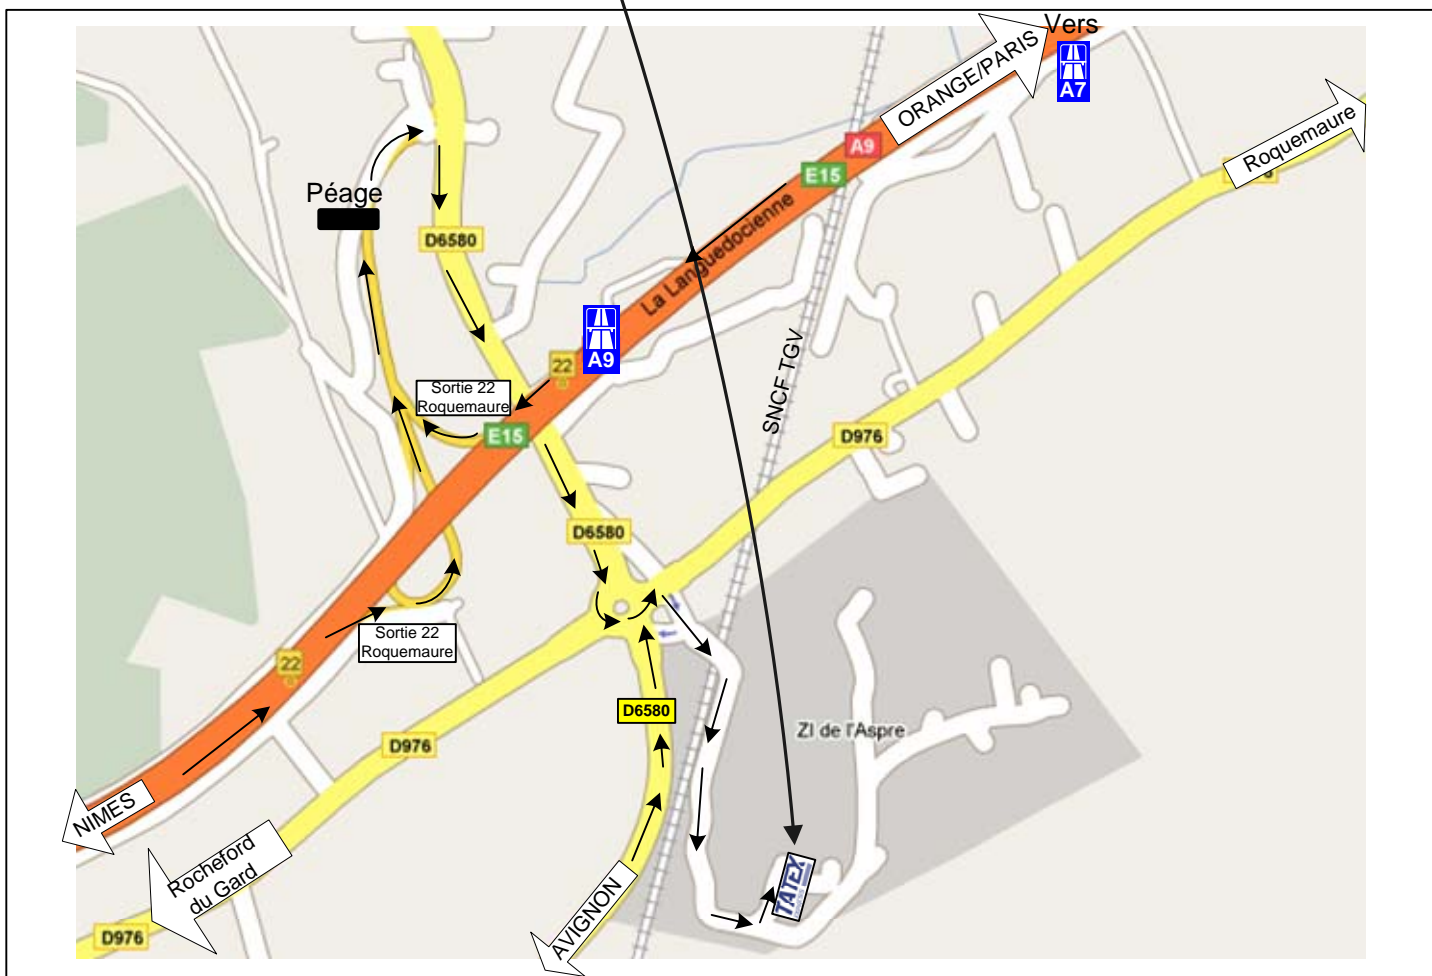 Vers
A7
ORANGE/PARIS
A9
E15
Roquemaure
Péage
D6580
La Languedocienne
A9
22
SNCF TGV
Sortie 22
Roquemaure
E15
D976
D6580
Sortie 22
Roquemaure
22
D6580
ZI de l'Aspre
D976
NIMES
Rocheford
du Gard
AVIGNON
TATEX
D976